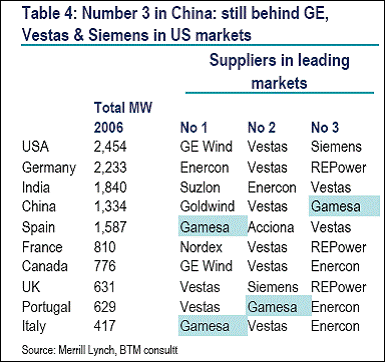 Table 4: Number 3 in China: still behind GE,
Vestas & Siemens in US markets
Suppliers in leading
markets
Total MW
2006 No 1 No 2 No 3
USA 2,454 GE Wind Vestas Siemens
Germany 2,233 Enercon Vestas REPower
India 1,840 Suzlon Enercon Vestas
China 1,334 Goldwind Vestas Gamesa
Spain 1,587 Gamesa Acciona Vestas
France 810 Nordex Vestas REPower
Canada 776 GE Wind Vestas Enercon
UK 631 Vestas Siemens REPower
Portugal 629 Vestas Gamesa Enercon
Italy 417 Gamesa Vestas Enercon
Source: Merrill Lynch, BTM consultt